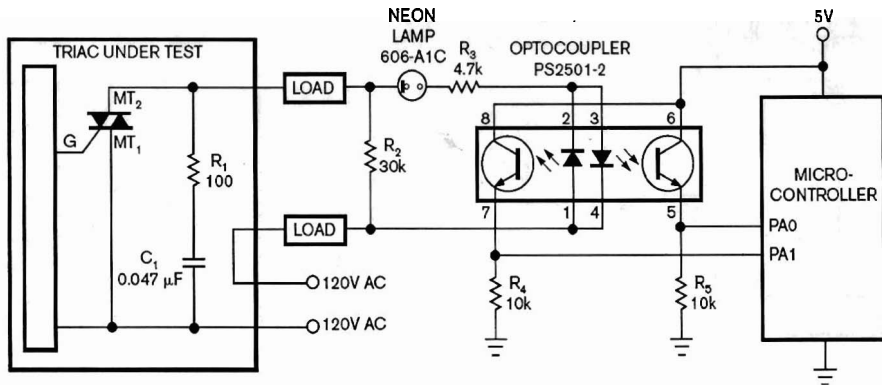 TRIAC UNDER TEST
MT2
G
MT1
R1
100
C1
0.047 µF
120V AC
120V AC
LOAD
LOAD
NEON
LAMP
606-A1C
R3
4.7k
R2
30k
OPTOCOUPLER
PS2501-2
8
2
3
6
7
1
4
5
R4
10k
R5
10k
5V
MICRO-
CONTROLLER
PA0
PA1